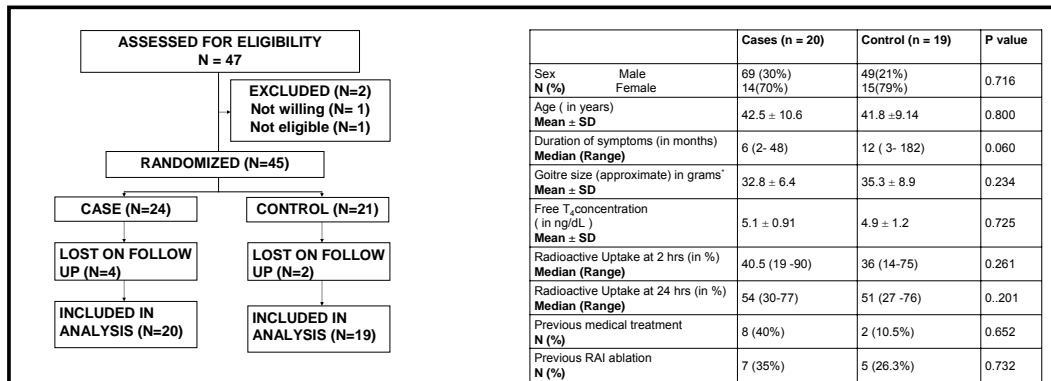 ASSESSED FOR ELIGIBILITY
N = 47
EXCLUDED (N=2)
Not willing (N= 1)
Not eligible (N=1)
RANDOMIZED (N=45)
CASE (N=24)
CONTROL (N=21)
LOST ON FOLLOW
UP (N=4)
LOST ON FOLLOW
UP (N=2)
INCLUDED IN
ANALYSIS (N=20)
INCLUDED IN
ANALYSIS (N=19)
Cases (n = 20) Control (n = 19) P value
Sex Male 69 (30%) 49(21%) 0.716
N (%) Female 14(70%) 15(79%)
Age ( in years)
Mean ± SD 42.5 ± 10.6 41.8 ±9.14 0.800
Duration of symptoms (in months)
Median (Range) 6 (2- 48) 12 ( 3- 182) 0.060
Goitre size (approximate) in grams*
Mean ± SD 32.8 ± 6.4 35.3 ± 8.9 0.234
Free T4concentration
( in ng/dL ) 5.1 ± 0.91 4.9 ± 1.2 0.725
Mean ± SD
Radioactive Uptake at 2 hrs (in %)
Median (Range) 40.5 (19 -90) 36 (14-75) 0.261
Radioactive Uptake at 24 hrs (in %)
Median (Range) 54 (30-77) 51 (27 -76) 0..201
Previous medical treatment
N (%) 8 (40%) 2 (10.5%) 0.652
Previous RAI ablation
N (%) 7 (35%) 5 (26.3%) 0.732